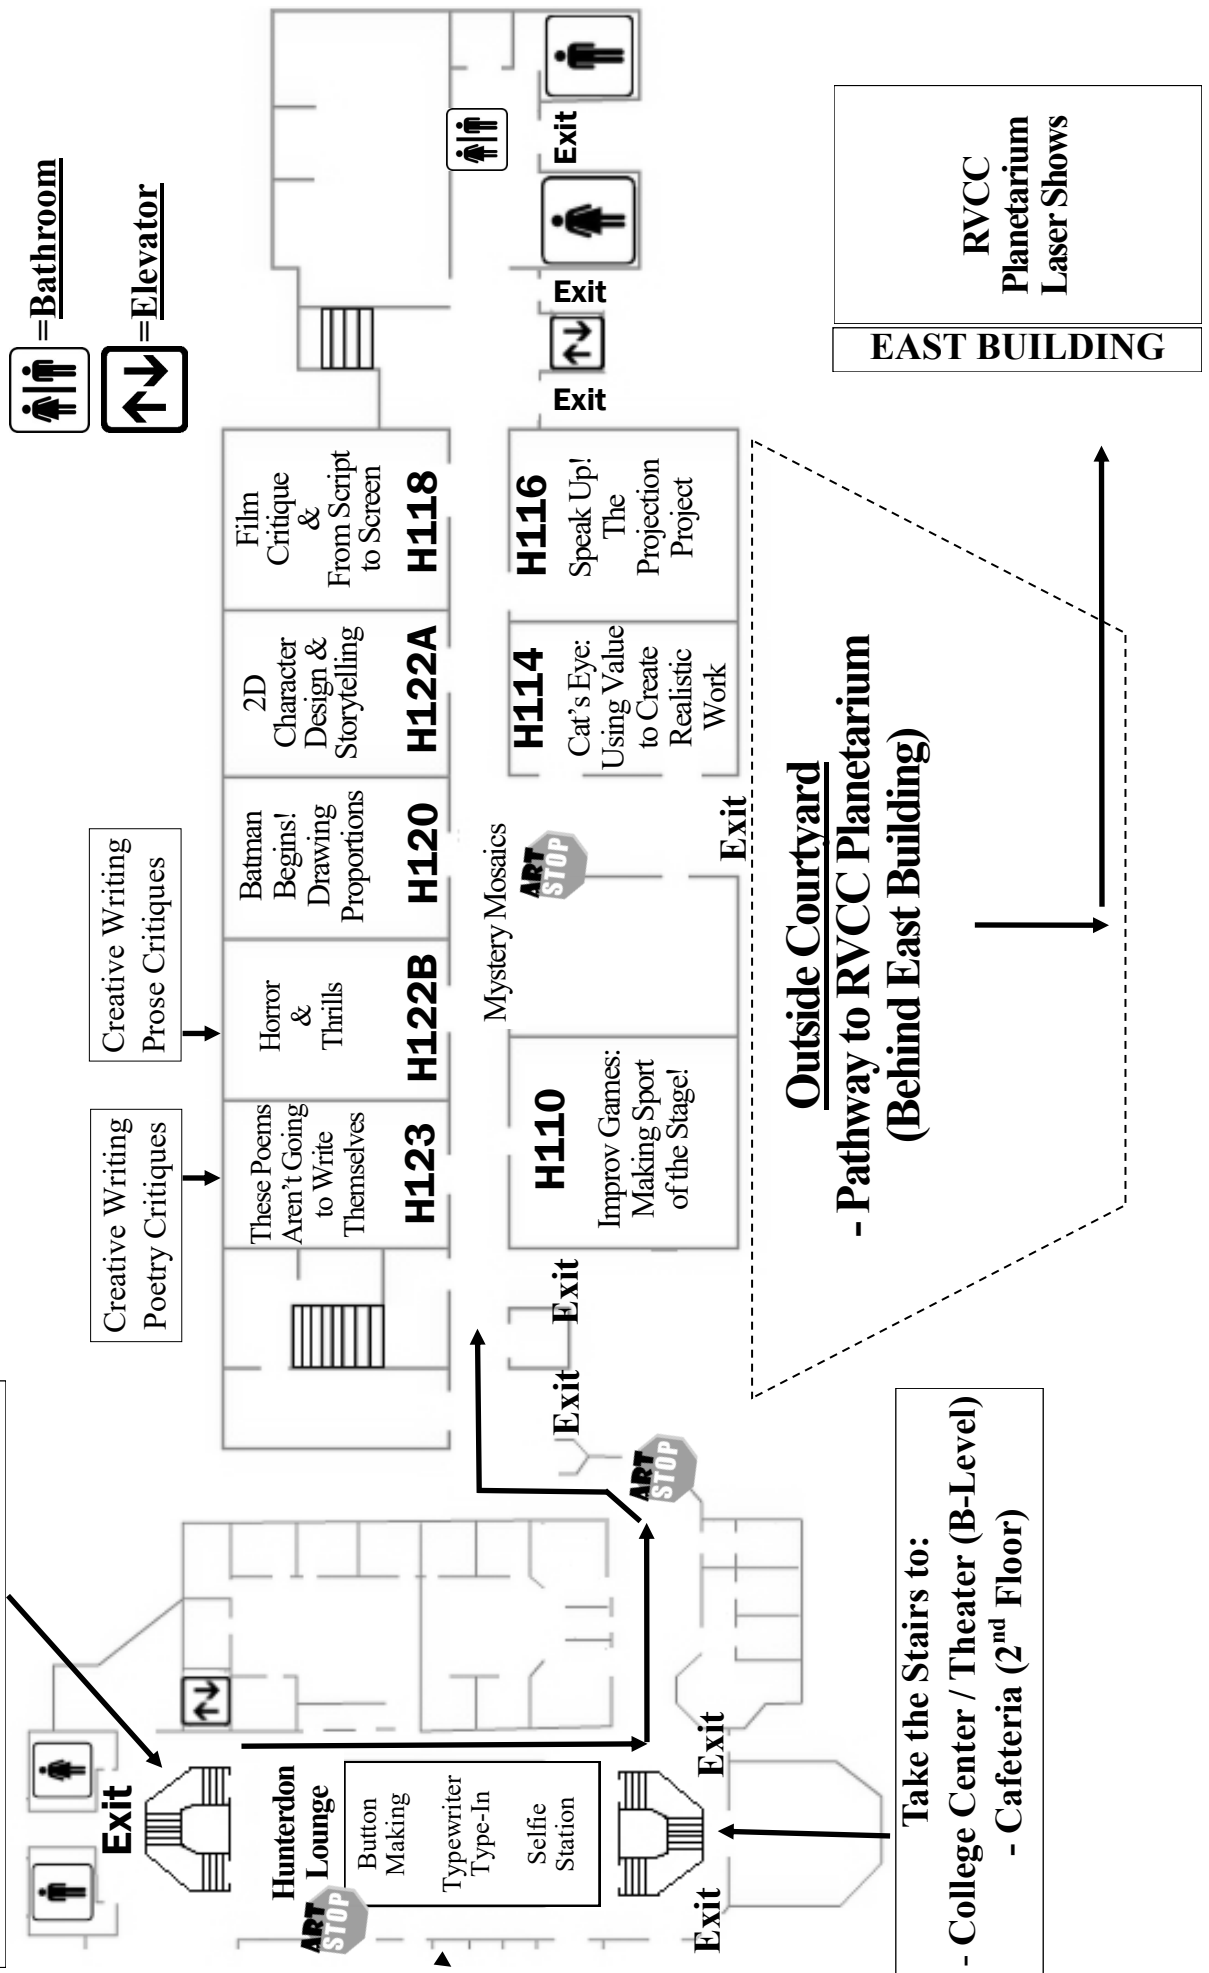 =Bathroom
=Elevator
Take the Stairs to:
- College Center / Theater (B-Level)
- Cafeteria (2nd Floor)
Exit
Hunterdon
Lounge
ART
STOP
Button
Making
Typewriter
Type-In
Selfie
Station
Exit
Exit
ART
STOP
Exit
Exit
Creative Writing
Poetry Critiques
Creative Writing
Prose Critiques
These Poems
Aren't Going
to Write
Themselves
H123
Horror
&
Thrills
H122B
Batman
Begins!
Drawing
Proportions
H120
2D
Character
Design &
Storytelling
H122A
Film
Critique
&
From Script
to Screen
H118
H110
Improv Games:
Making Sport
of the Stage!
Mystery Mosaics
ART
STOP
Exit
H114
Cat's Eye:
Using Value
to Create
Realistic
Work
H116
Speak Up!
The
Projection
Project
Exit
Exit
Exit
Outside Courtyard
- Pathway to RVCC Planetarium
(Behind East Building)
EAST BUILDING
RVCC
Planetarium
Laser Shows